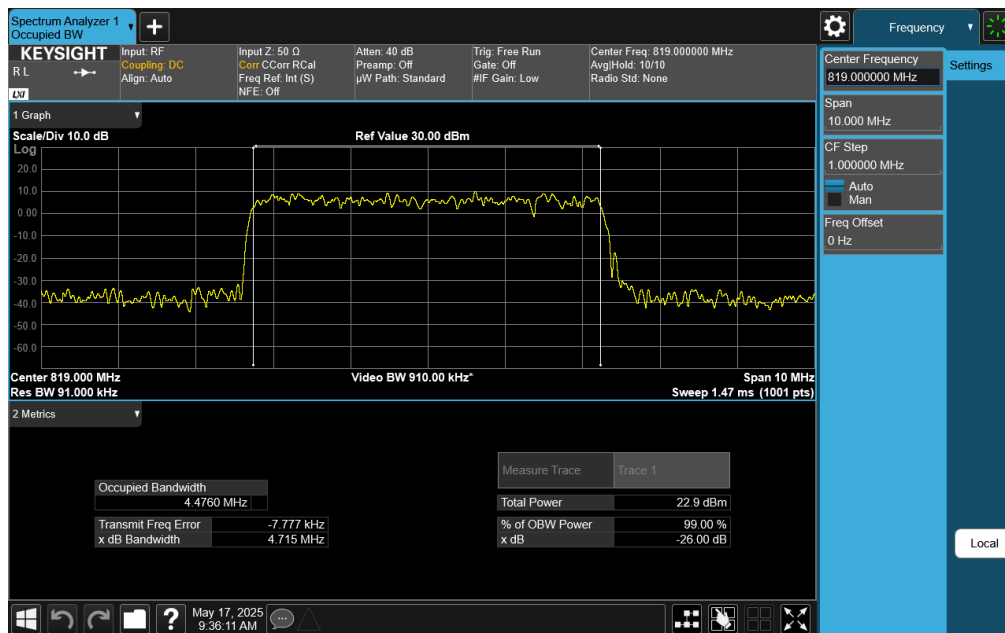 Spectrum Analyzer 1
Occupied BW
Frequency
KEYSIGHT
R L
LXI
Input: RF
Coupling: DC
Align: Auto
Input Z: 50 Ω
Corr CCorr RCal
Freq Ref: Int (S)
NFE: Off
Atten: 40 dB
Preamp: Off
µW Path: Standard
Trig: Free Run
Gate: Off
#IF Gain: Low
Center Freq: 819.000000 MHz
Avg|Hold: 10/10
Radio Std: None
Center Frequency
819.000000 MHz
Settings
Span
10.000 MHz
CF Step
1.000000 MHz
Auto
Man
Freq Offset
0 Hz
Local
1 Graph
Scale/Div 10.0 dB
Ref Value 30.00 dBm
Log
20.0
10.0
0.00
-10.0
-20.0
-30.0
-40.0
-50.0
-60.0
Center 819.000 MHz
Video BW 910.00 kHz*
Span 10 MHz
Res BW 91.000 kHz
Sweep 1.47 ms (1001 pts)
2 Metrics
Measure Trace
Trace 1
Occupied Bandwidth
4.4760 MHz
Total Power
22.9 dBm
Transmit Freq Error
-7.777 kHz
% of OBW Power
99.00 %
x dB Bandwidth
4.715 MHz
x dB
-26.00 dB
?
May 17, 2025
9:36:11 AM